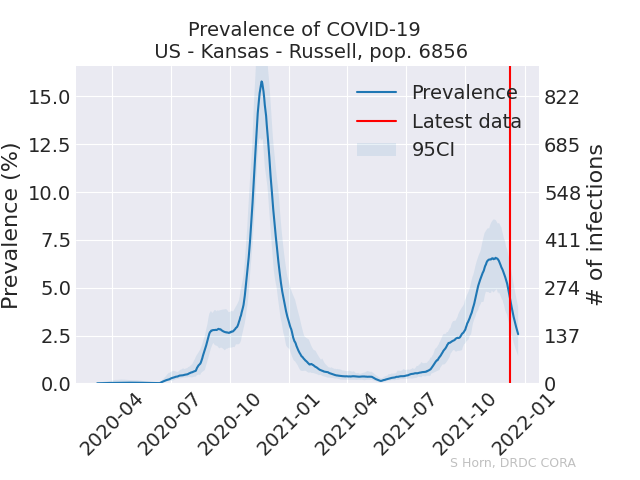 Prevalence of COVID-19
US - Kansas - Russell, pop. 6856
Prevalence (%)
15.0
12.5
10.0
7.5
5.0
2.5
0.0
Prevalence
Latest data
95CI
822
685
548
411
274
137
0
# of infections
2020-04
2020-07
2020-10
2021-01
2021-04
2021-07
2021-10
2022-01
S Horn, DRDC CORA